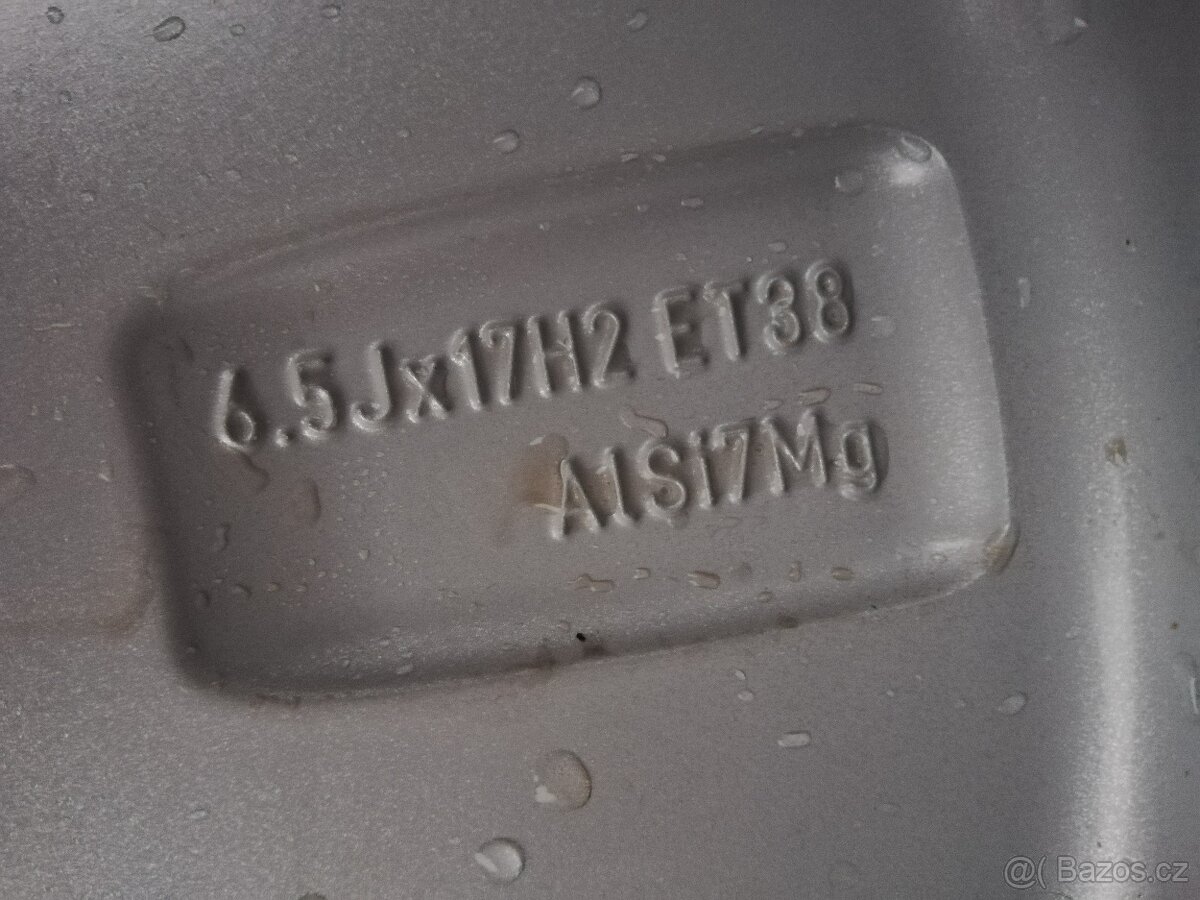 6.5Jx17H2 ET38
AlSi7Mg
@( Bazos.cz